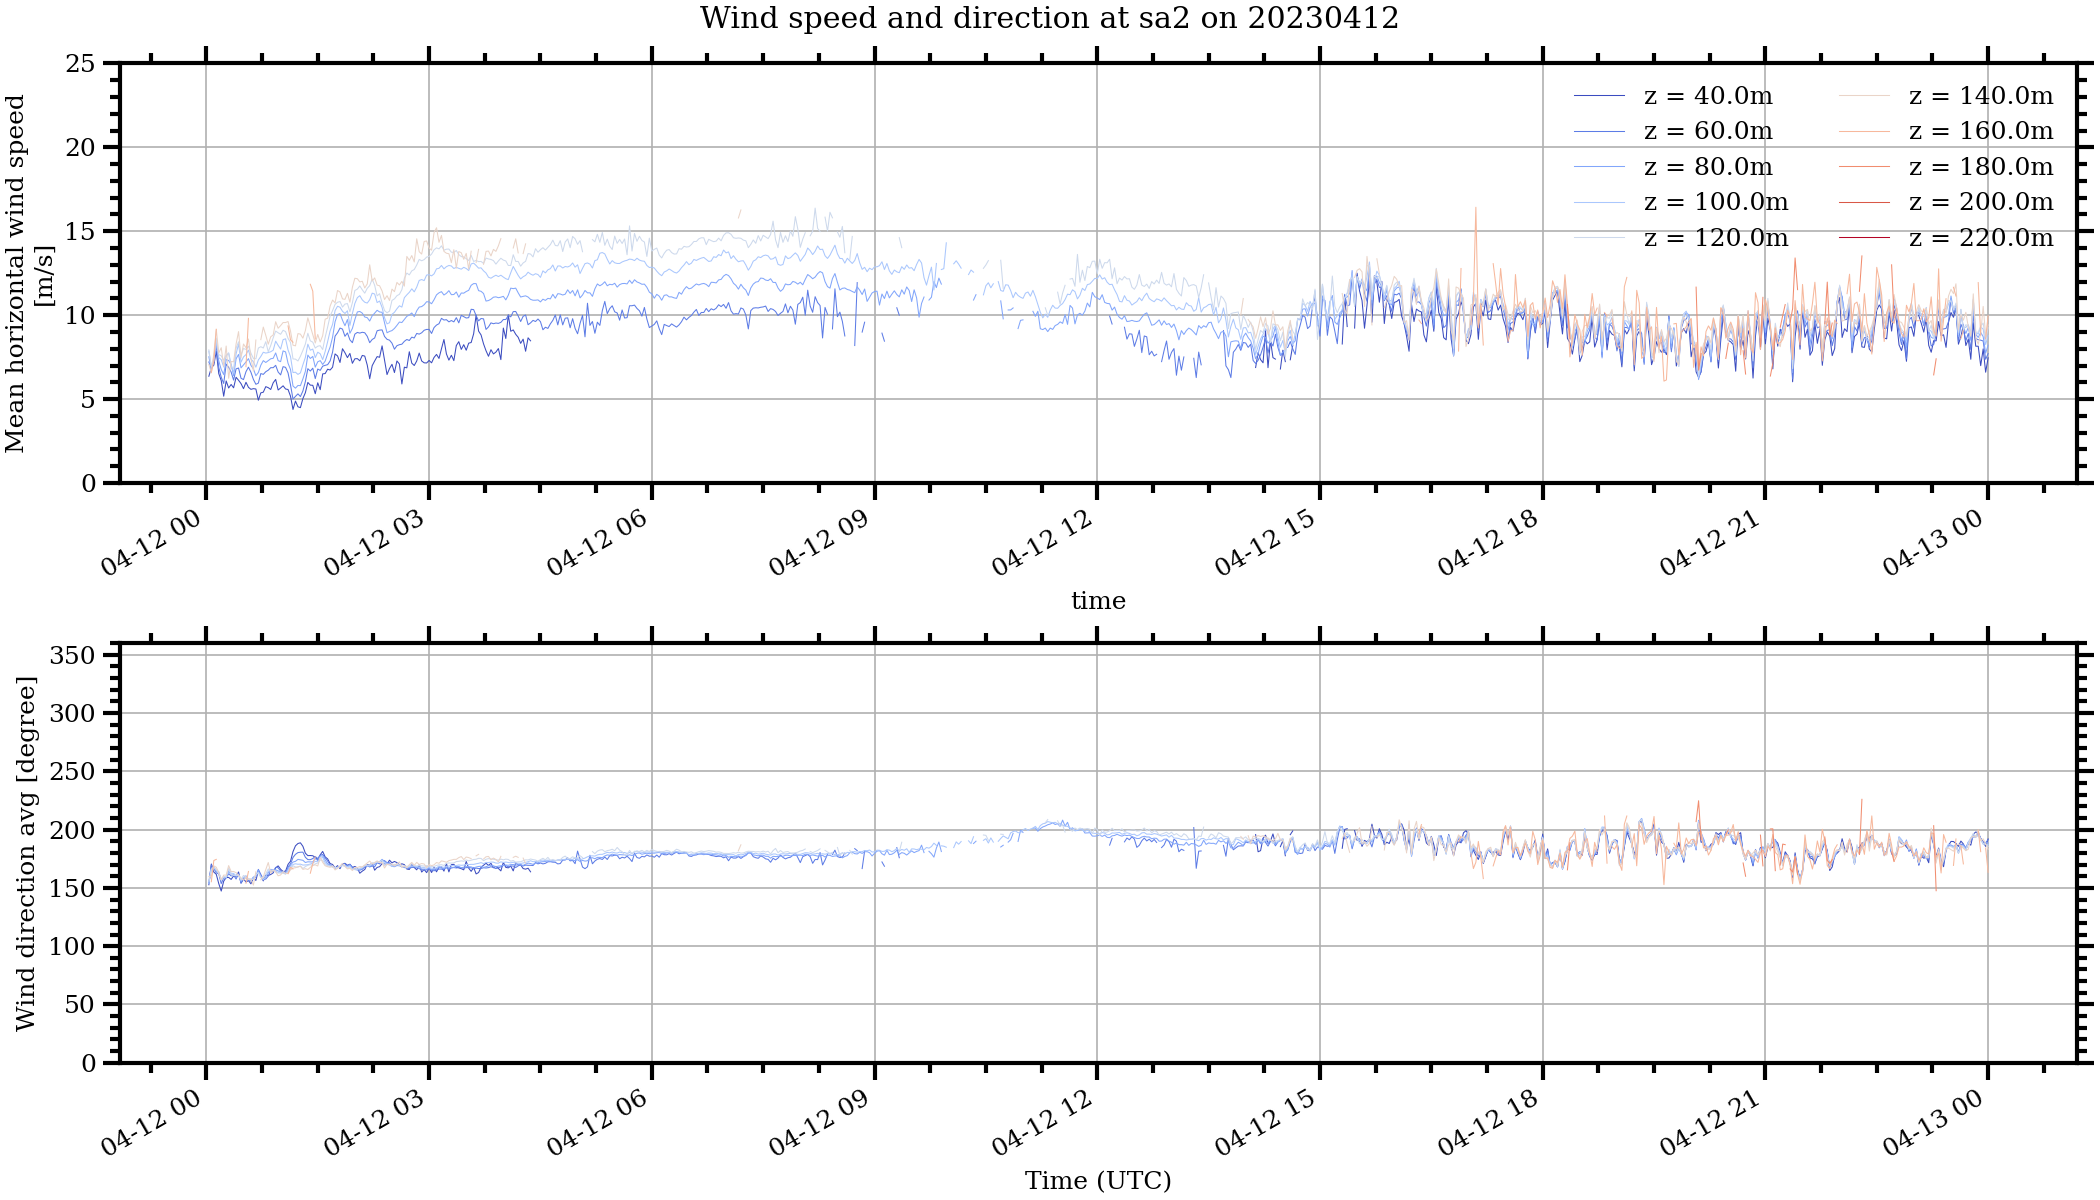 Wind speed and direction at sa2 on 20230412
Mean horizontal wind speed
[m/s]
25
20
15
10
5
0
z = 40.0m
z = 60.0m
z = 80.0m
z = 100.0m
z = 120.0m
z = 140.0m
z = 160.0m
z = 180.0m
z = 200.0m
z = 220.0m
04-12 00
04-12 03
04-12 06
04-12 09
04-12 12
04-12 15
04-12 18
04-12 21
04-13 00
time
Wind direction avg [degree]
350
300
250
200
150
100
50
0
04-12 00
04-12 03
04-12 06
04-12 09
04-12 12
04-12 15
04-12 18
04-12 21
04-13 00
Time (UTC)